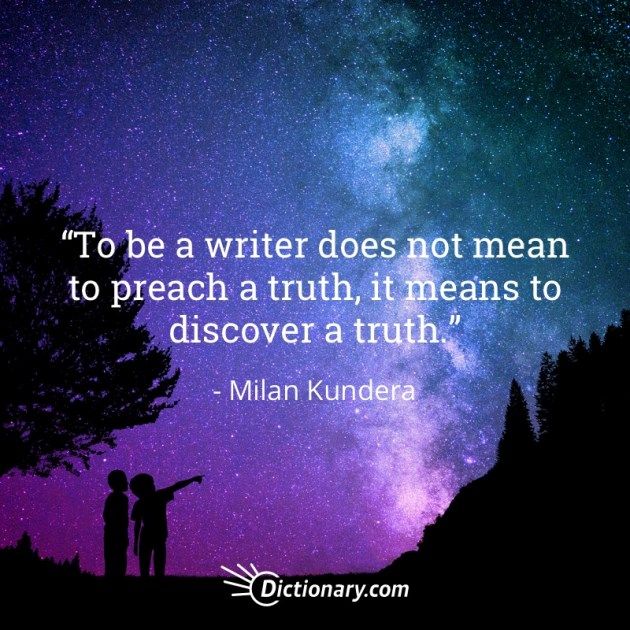 “To be a writer does not mean
to preach a truth, it means to
discover a truth.”
- Milan Kundera
Dictionary.com